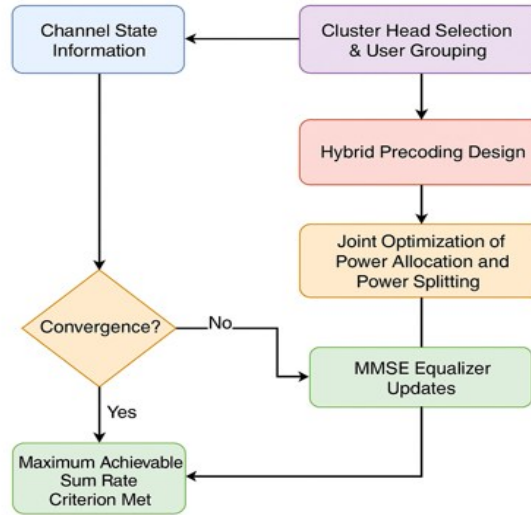 Channel State
Information
Cluster Head Selection
& User Grouping
Hybrid Precoding Design
Joint Optimization of
Power Allocation and
Power Splitting
Convergence?
No
MMSE Equalizer
Updates
Yes
Maximum Achievable
Sum Rate
Criterion Met